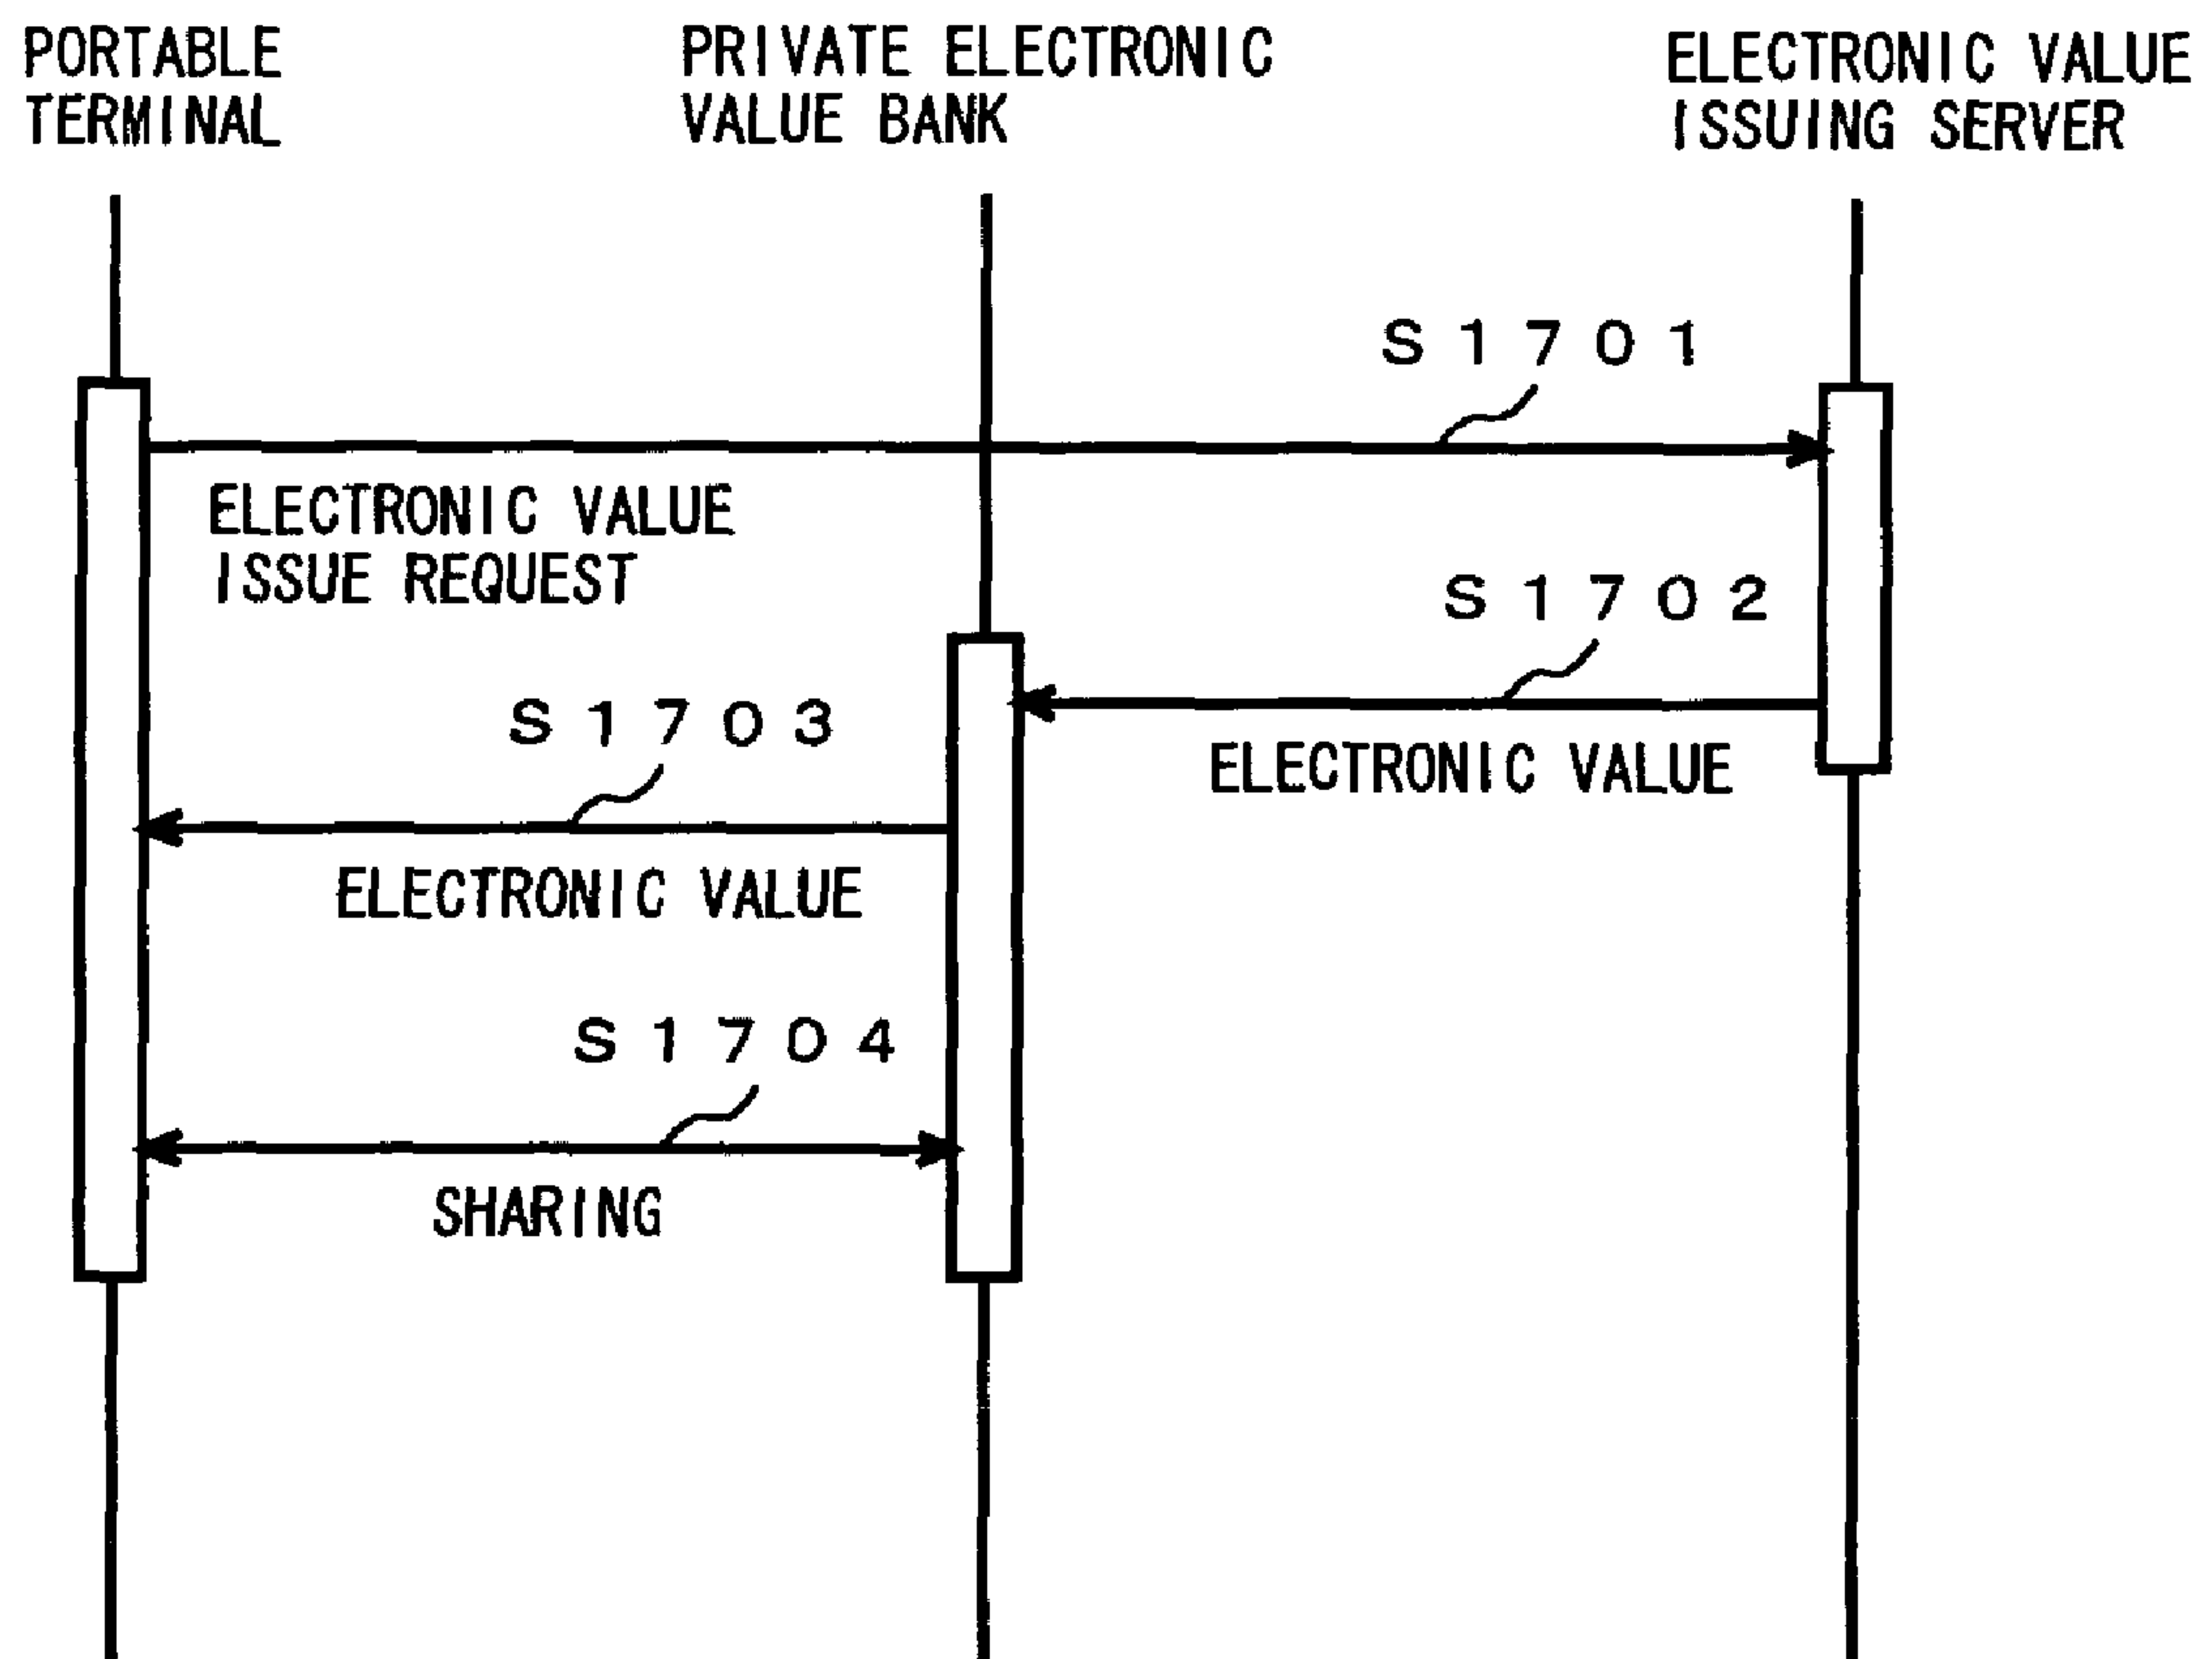 PORTABLE
TERMINAL
PRIVATE ELECTRONIC
VALUE BANK
ELECTRONIC VALUE
ISSUING SERVER
S1701
ELECTRONIC VALUE
ISSUE REQUEST
S1702
ELECTRONIC VALUE
S1703
ELECTRONIC VALUE
S1704
SHARING